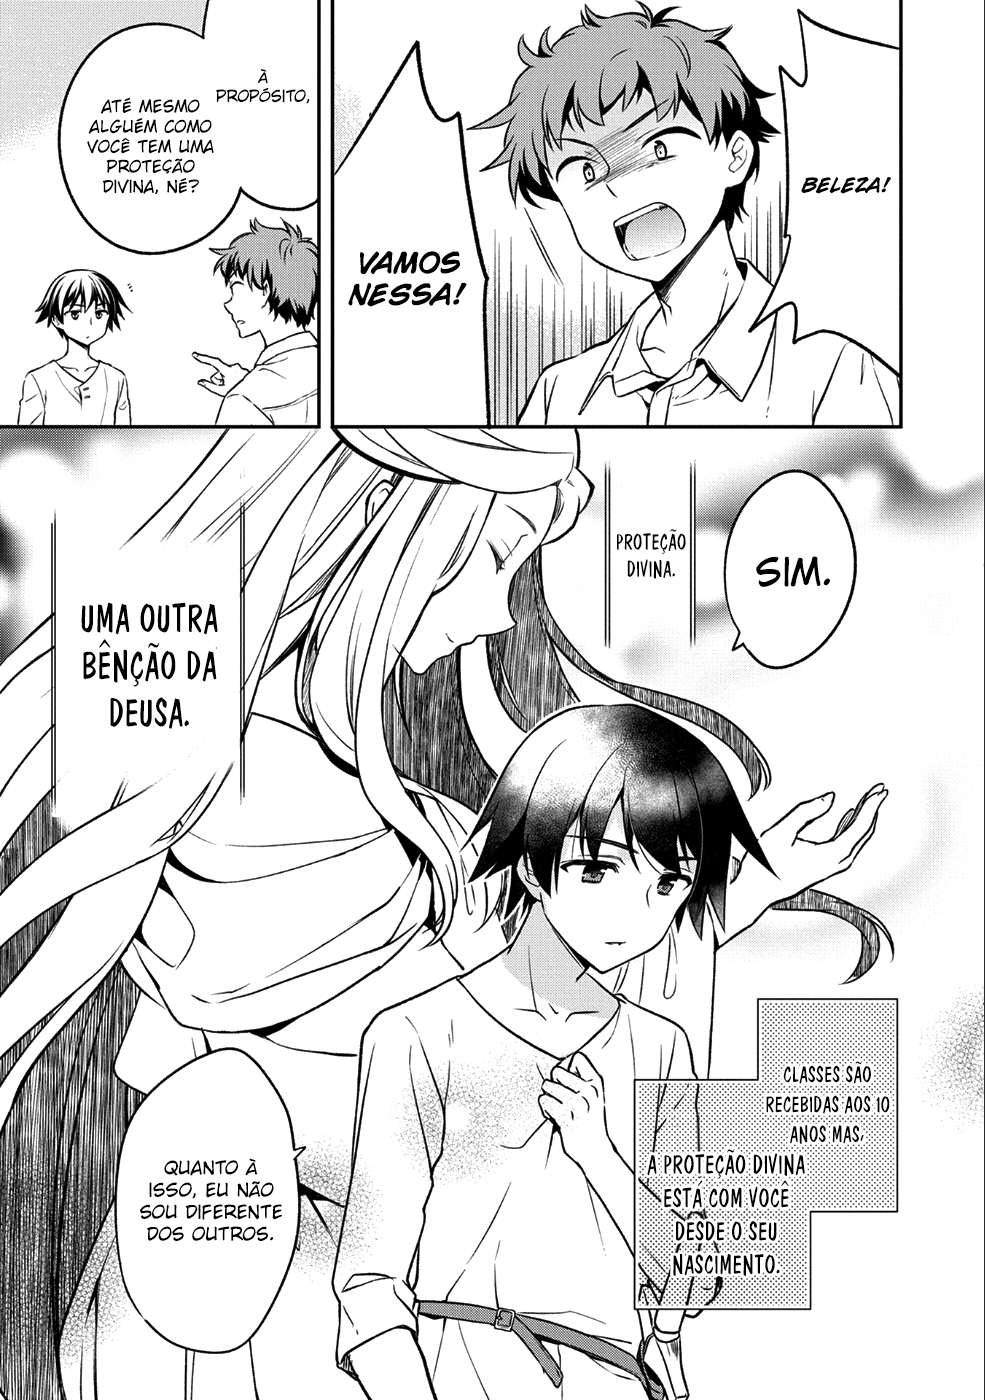 BELEZA!
VAMOS
NESSA!
À
PROPÓSITO,
ATÉ MESMO
ALGUÉM COMO
VOCÊ TEM UMA
PROTEÇÃO
DIVINA, NÉ?
SIM.
PROTEÇÃO
DIVINA.
UMA OUTRA
BÊNÇÃO DA
DEUSA.
CLASSES SÃO
RECEBIDAS AOS 10
ANOS MAS,
A PROTEÇÃO DIVINA
ESTÁ COM VOCÊ
DESDE O SEU
NASCIMENTO.
QUANTO À
ISSO, EU NÃO
SOU DIFERENTE
DOS OUTROS.